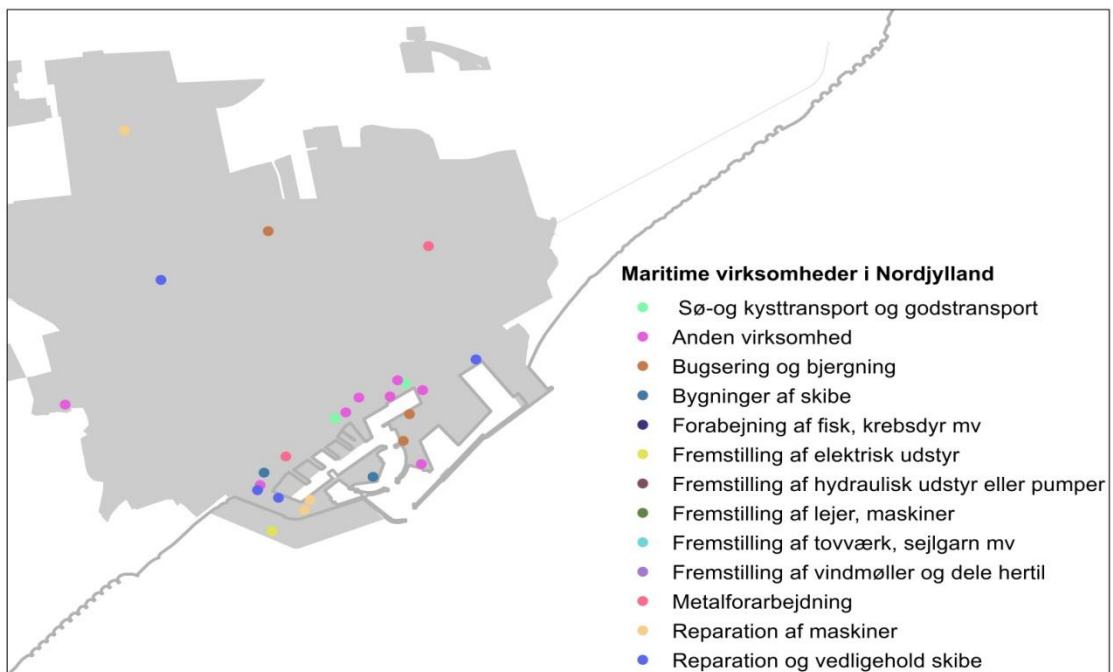 Maritime virksomheder i Nordjylland
Sø-og kysttransport og godstransport
Anden virksomhed
Bugsering og bjergning
Bygninger af skibe
Forabejning af fisk, krebsdyr mv
Fremstilling af elektrisk udstyr
Fremstilling af hydraulisk udstyr eller pumper
Fremstilling af lejer, maskiner
Fremstilling af tovværk, sejlgarn mv
Fremstilling af vindmøller og dele hertil
Metalforarbejdning
Reparation af maskiner
Reparation og vedligehold skibe